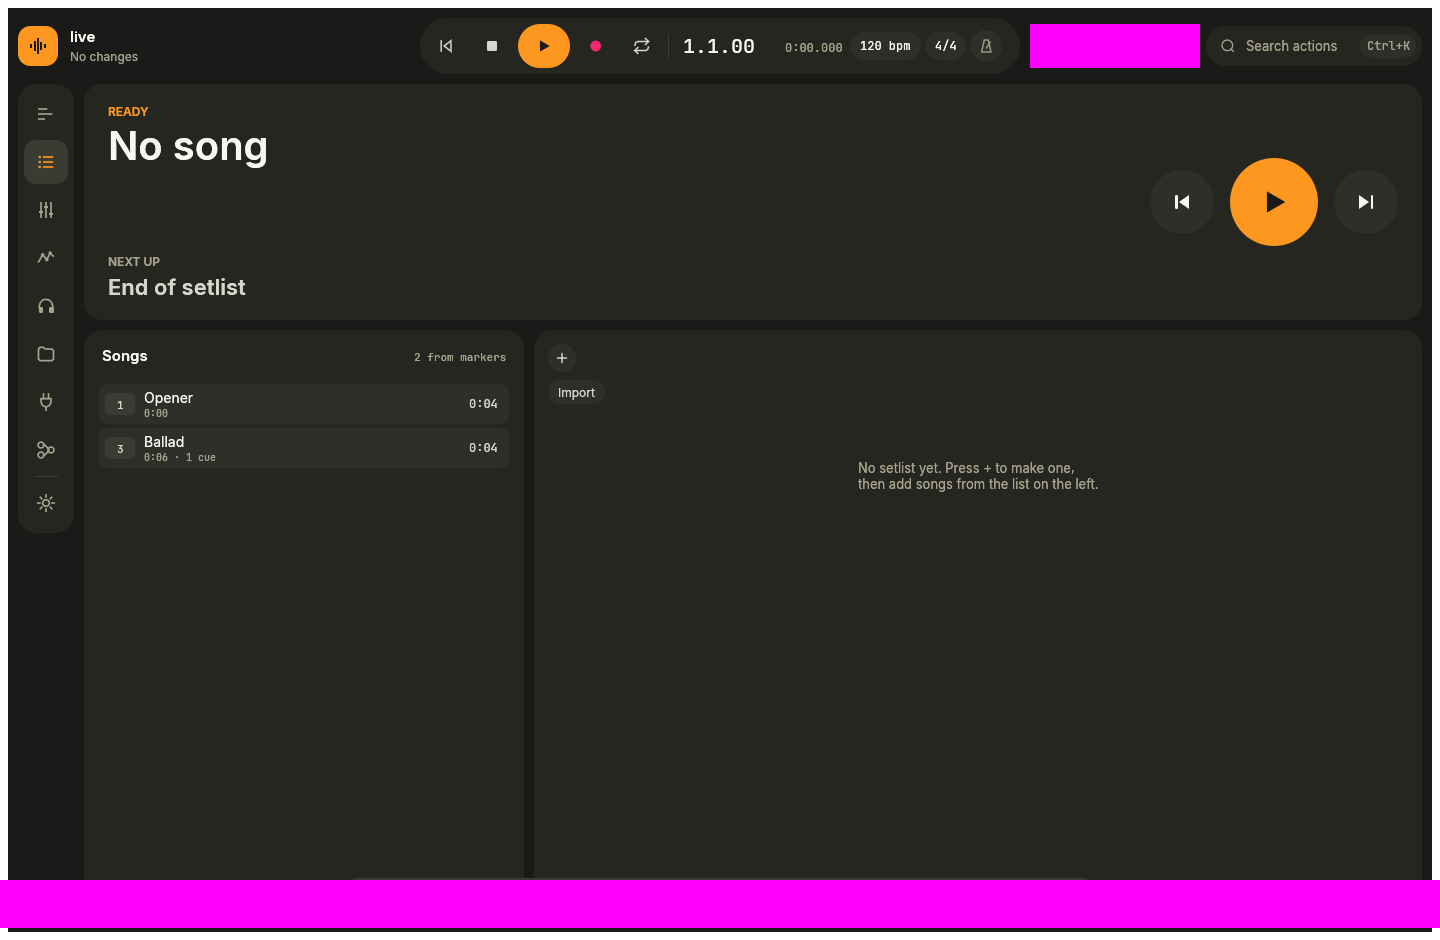 live
No changes
1.1.00
0:00.000
120 bpm
4/4
Search actions
Ctrl+K
READY
No song
NEXT UP
End of setlist
Songs
2 from markers
1
Opener
0:00
0:04
3
Ballad
0:06 · 1 cue
0:04
Import
No setlist yet. Press + to make one,
then add songs from the list on the left.